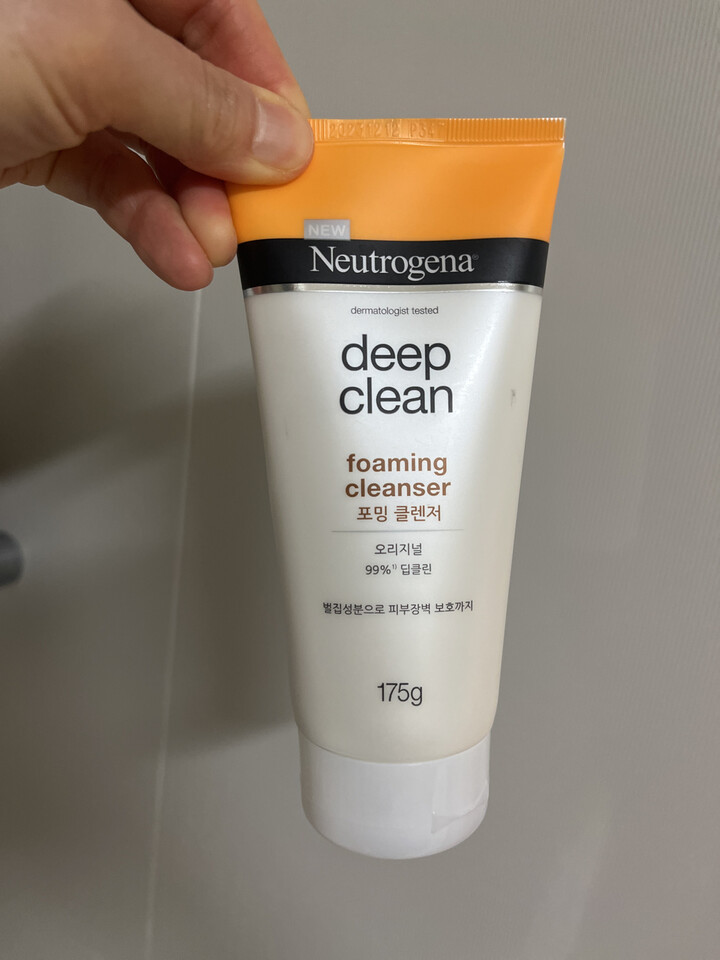 NEW
Neutrogena®
dermatologist tested
deep
clean
foaming
cleanser
포밍 클렌저
오리지널
99%¹⁾ 딥클린
벌집성분으로 피부장벽 보호까지
175g